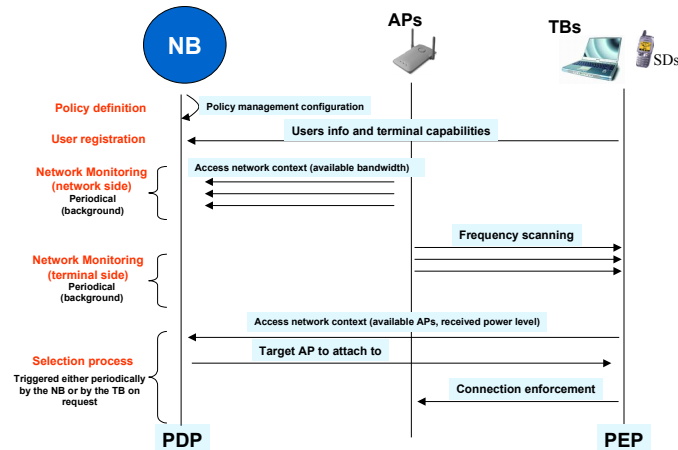 NB
APs
TBs
SDs
Policy definition
Policy management configuration
User registration
Users info and terminal capabilities
Network Monitoring
(network side)
Periodical
(background)
Access network context (available bandwidth)
Frequency scanning
Network Monitoring
(terminal side)
Periodical
(background)
Access network context (available APs, received power level)
Selection process
Triggered either periodically
by the NB or by the TB on
request
Target AP to attach to
Connection enforcement
PDP
PEP